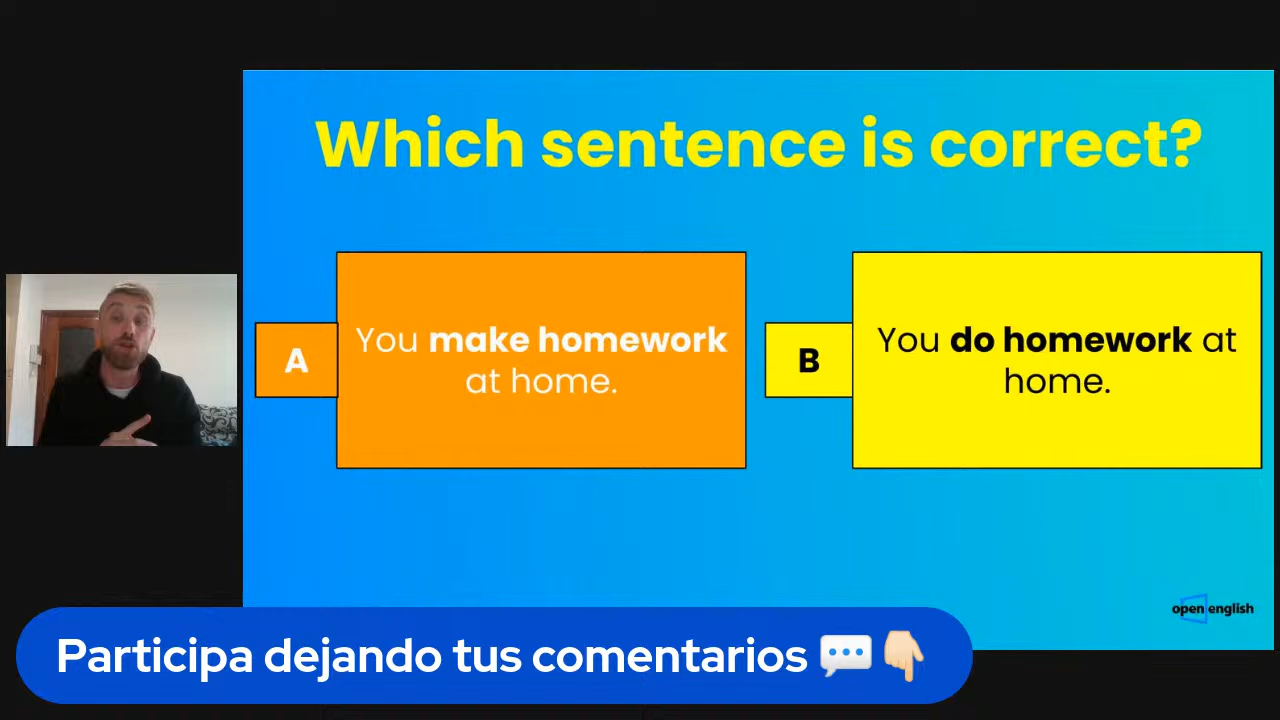 Which sentence is correct?
A
You make homework
at home.
B
You do homework at
home.
open english
Participa dejando tus comentarios 💬👇🏻